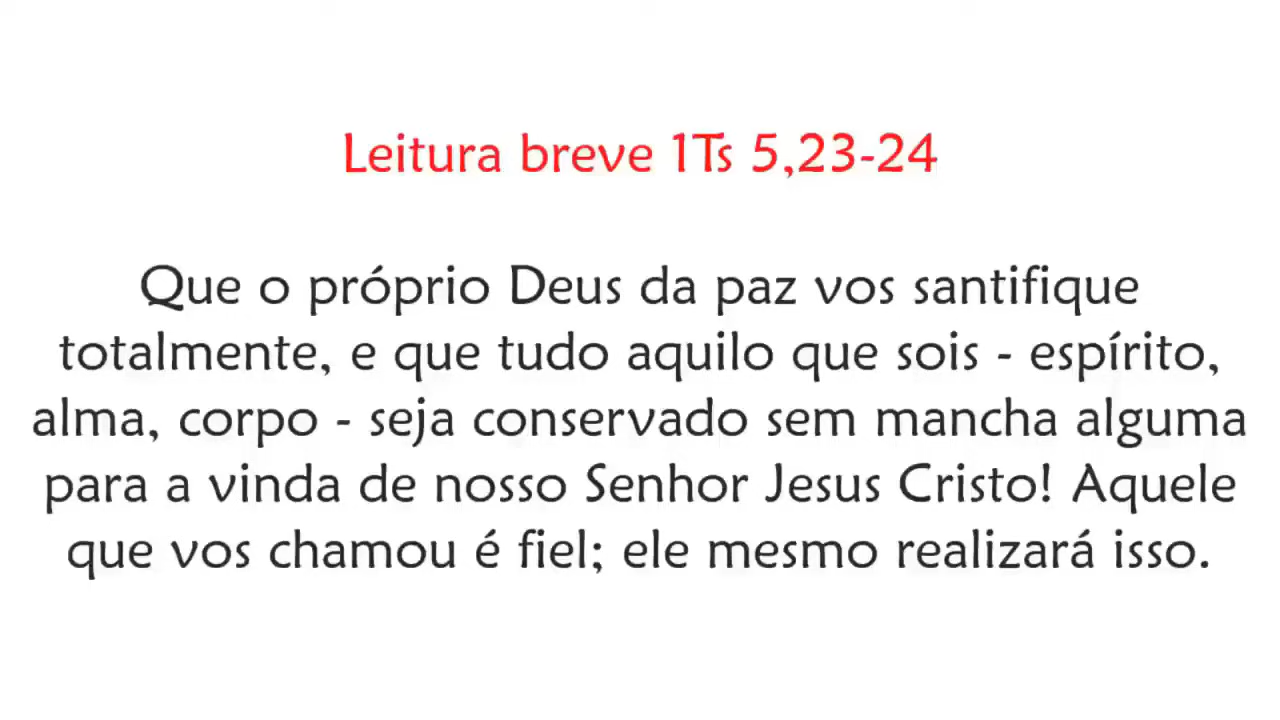 Leitura breve 1Ts 5,23-24
Que o próprio Deus da paz vos santifique
totalmente, e que tudo aquilo que sois - espírito,
alma, corpo - seja conservado sem mancha alguma
para a vinda de nosso Senhor Jesus Cristo! Aquele
que vos chamou é fiel; ele mesmo realizará isso.